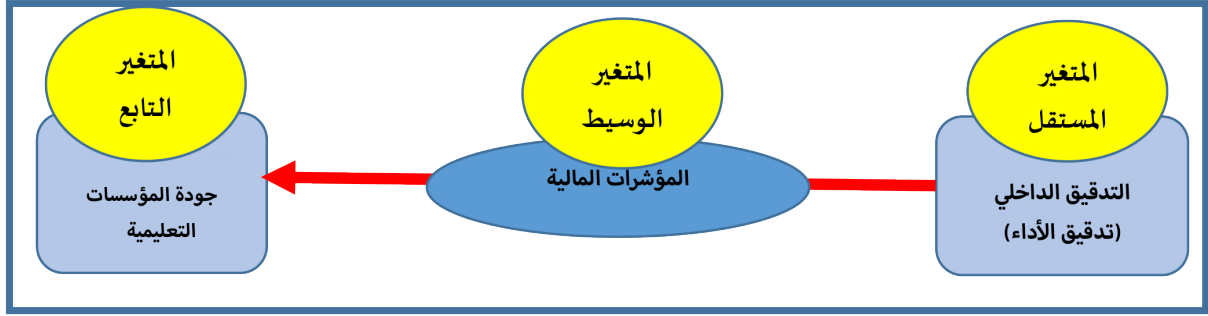 المتغير
المستقل
التدقيق الداخلي
(تدقيق الأداء)
المتغير
الوسيط
المؤشرات المالية
المتغير
التابع
جودة المؤسسات
التعليمية